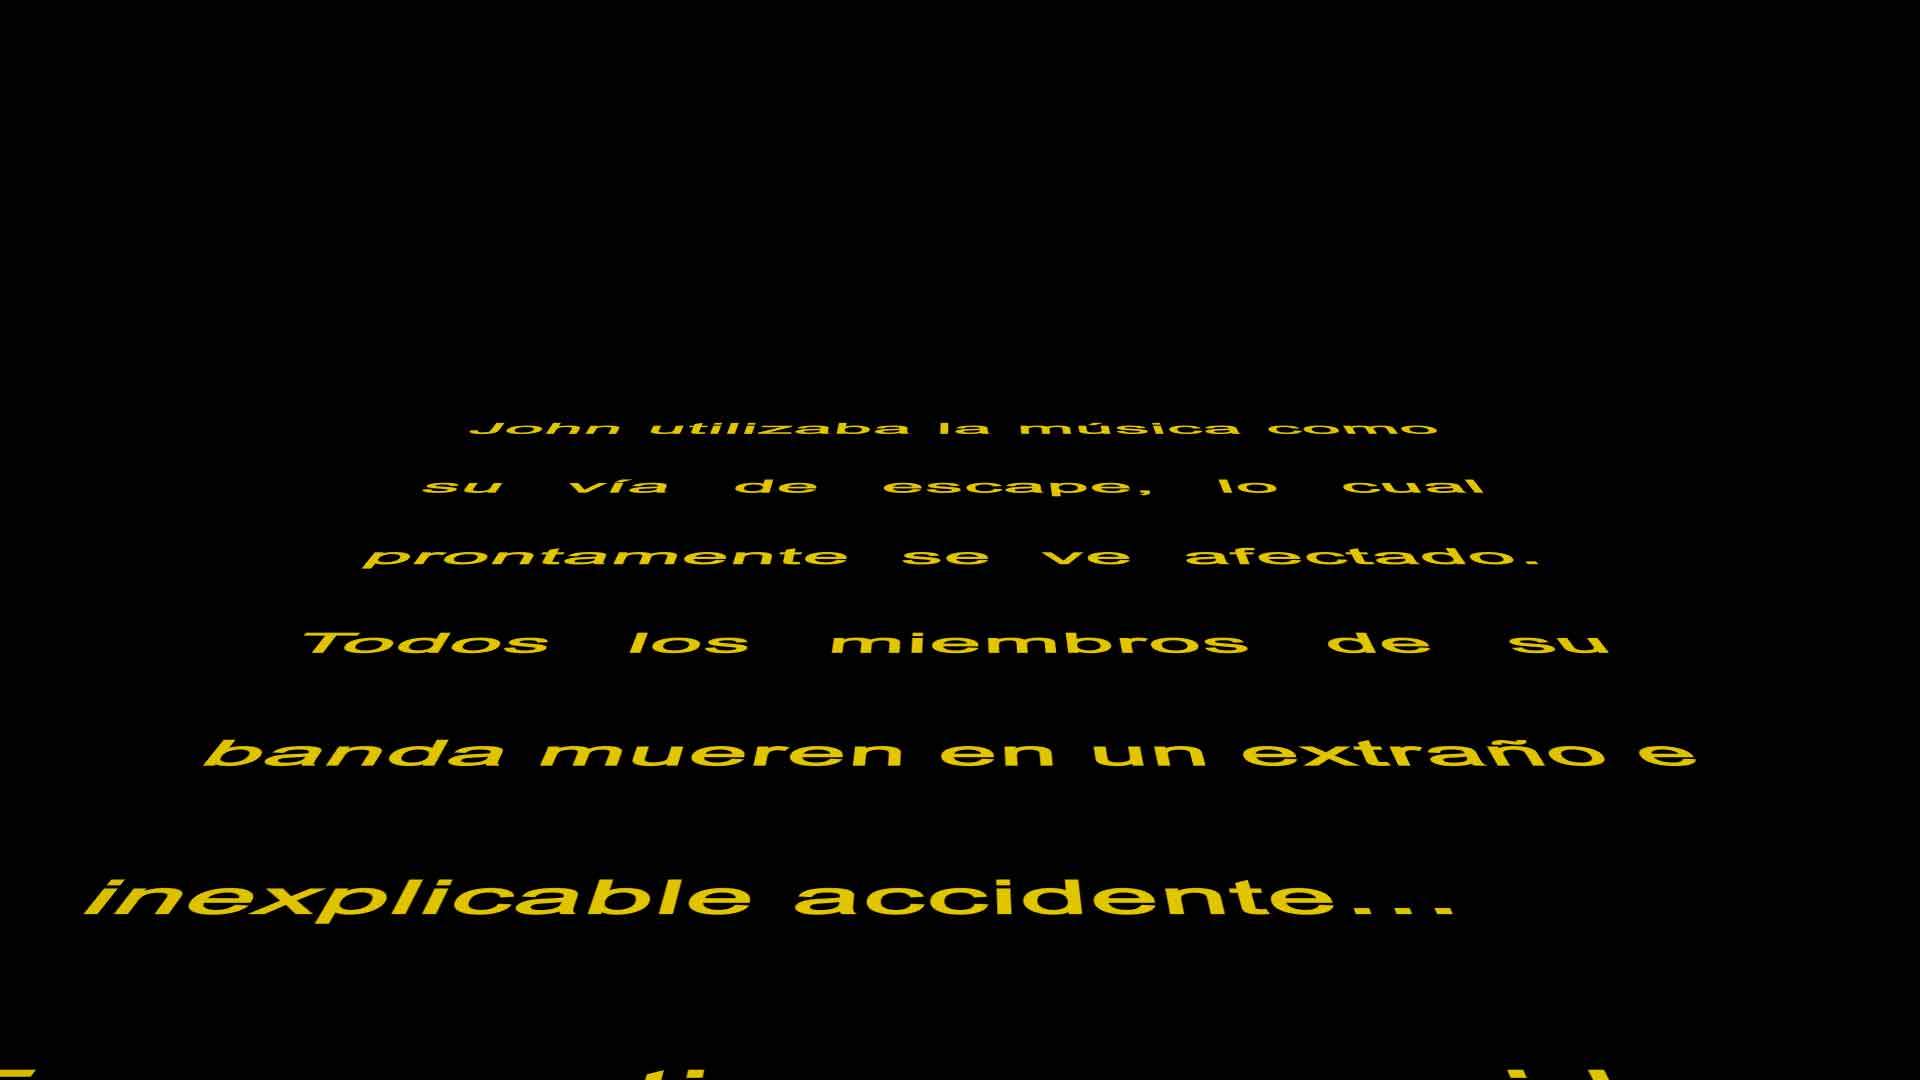 John utilizaba la música como
su vía de escape, lo cual
prontamente se ve afectado.
Todos los miembros de su
banda mueren en un extraño e
inexplicable accidente...